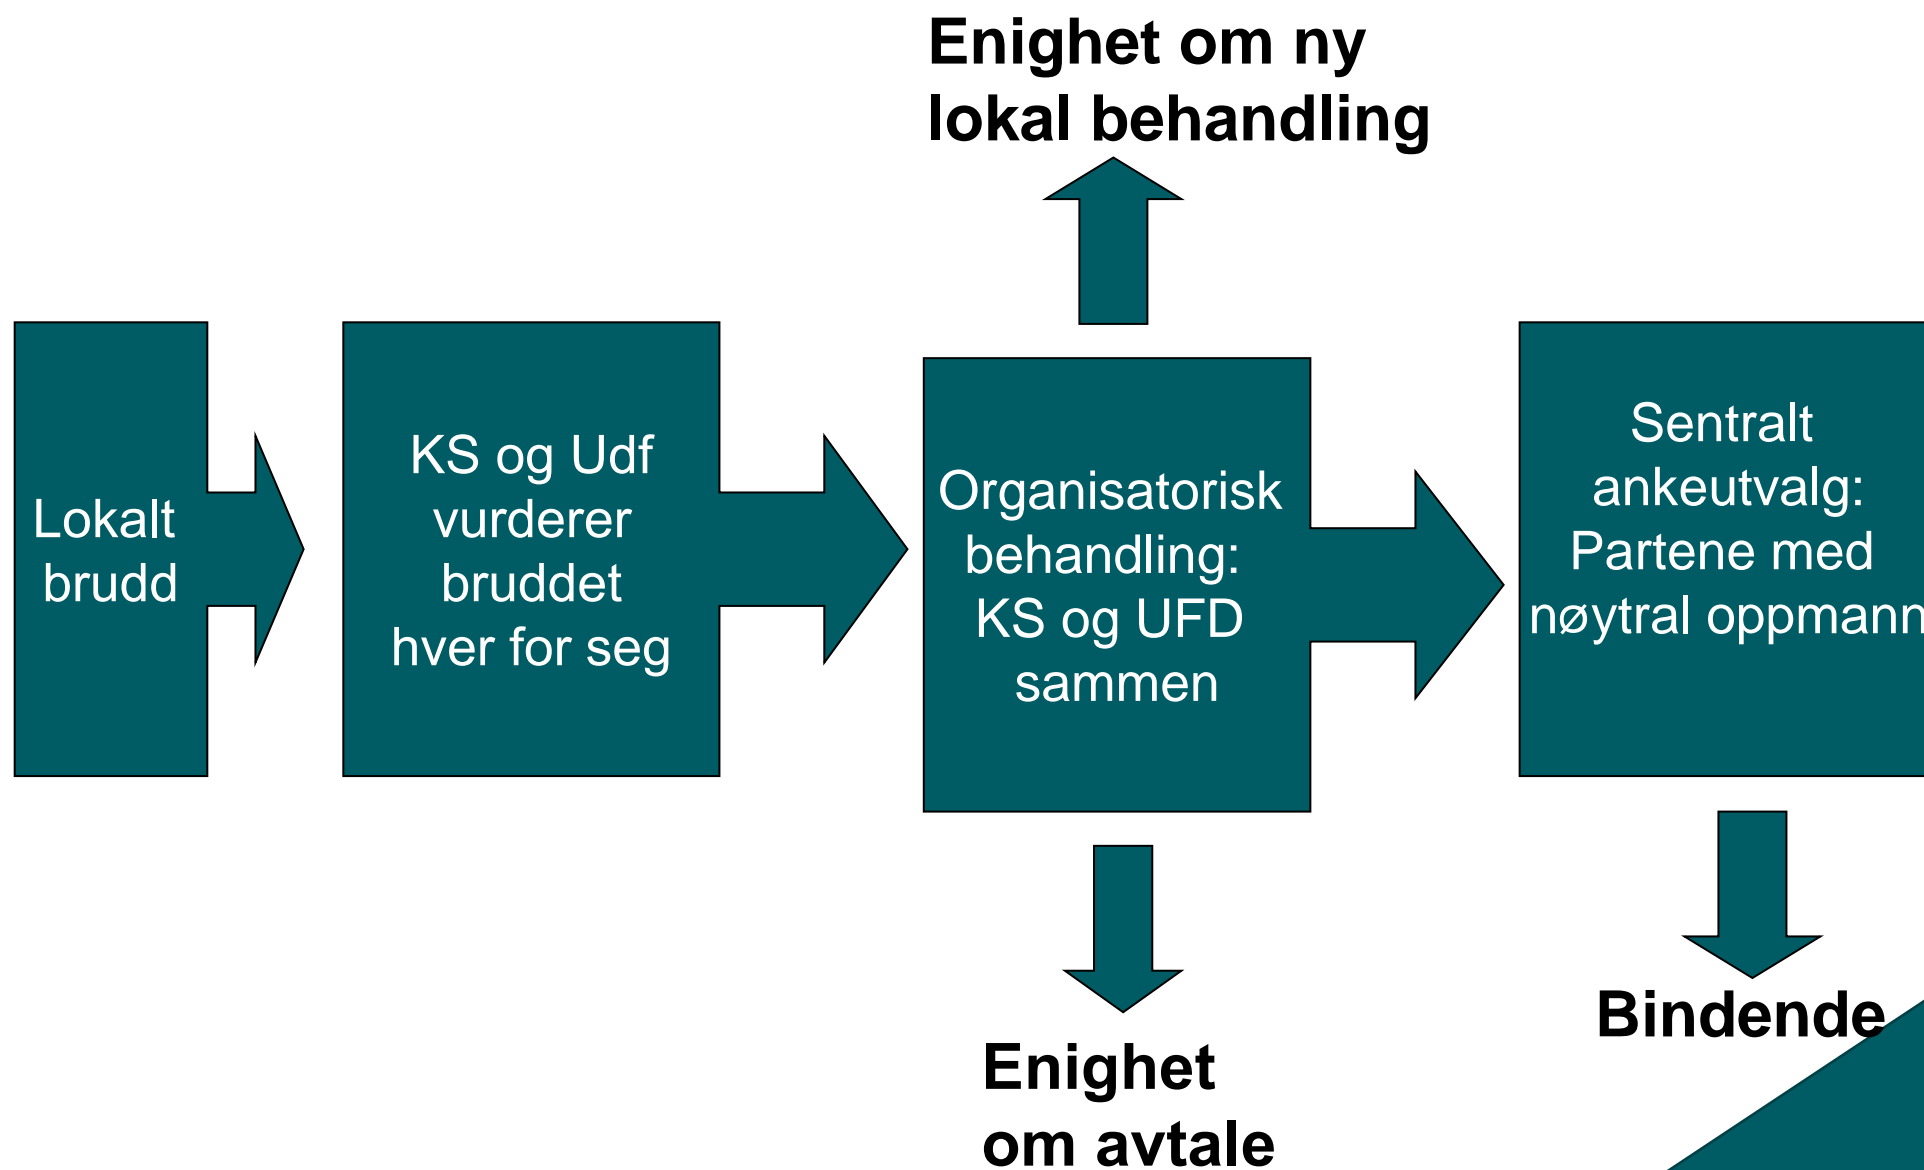 Enighet om ny
lokal behandling
Lokalt
brudd
KS og Udf
vurderer
bruddet
hver for seg
Organisatorisk
behandling:
KS og UFD
sammen
Sentralt
ankeutvalg:
Partene med
nøytral oppmann
Bindende
Enighet
om avtale